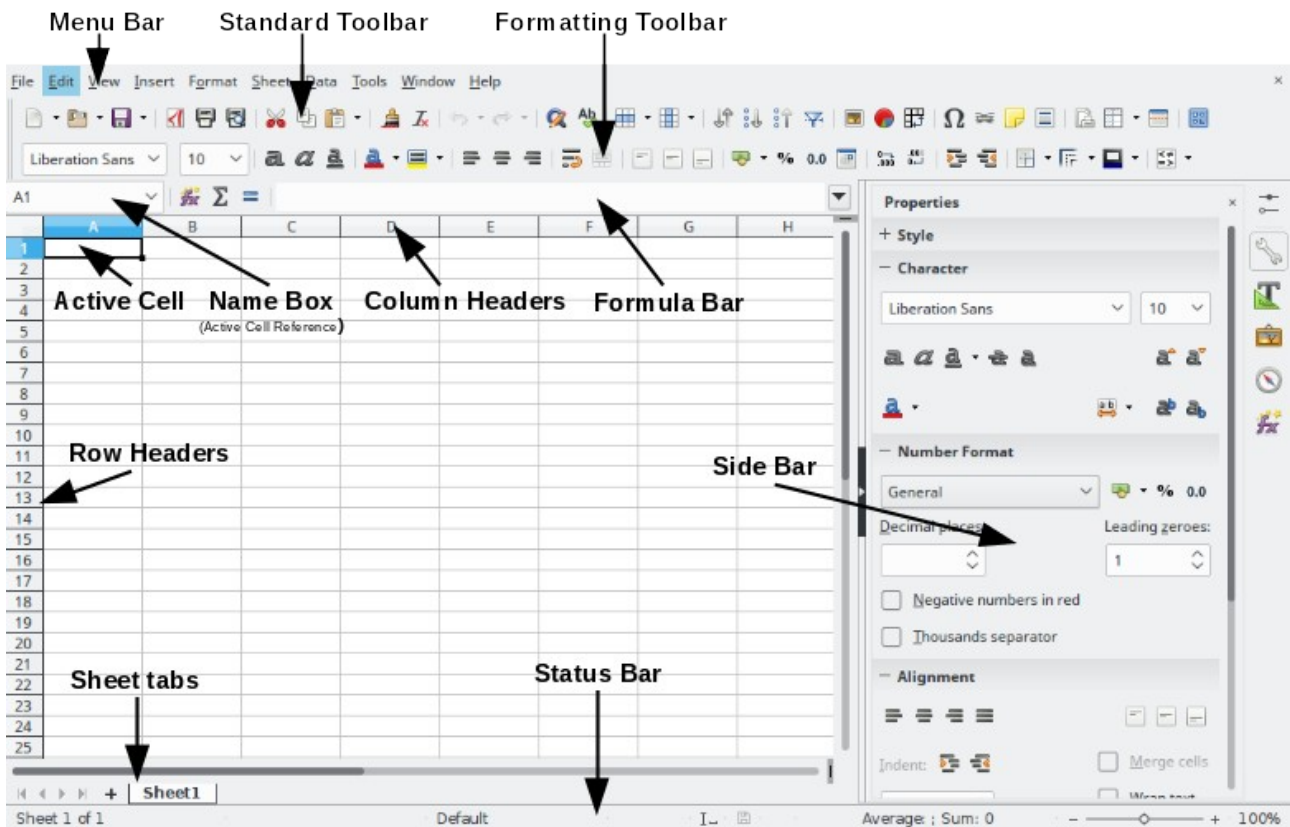 Menu Bar Standard Toolbar Formatting Toolbar
File Edit View Insert Format Sheet Data Tools Window Help
Liberation Sans 10 % 0.0
A1
A B C D E F G H
1
2
3
4
5
6
7
8
9
10
11
12
13
14
15
16
17
18
19
20
21
22
23
24
25
Active Cell Name Box Column Headers Formula Bar
(Active Cell Reference)
Row Headers
Side Bar
Sheet tabs
Status Bar
Properties
Style
Character
Liberation Sans 10
Number Format
General % 0.0
Decimal places: Leading zeroes:
1
Negative numbers in red
Thousands separator
Alignment
Indent: Merge cells
Wrap text
Sheet1
Sheet 1 of 1 Default Average: ; Sum: 0 100%